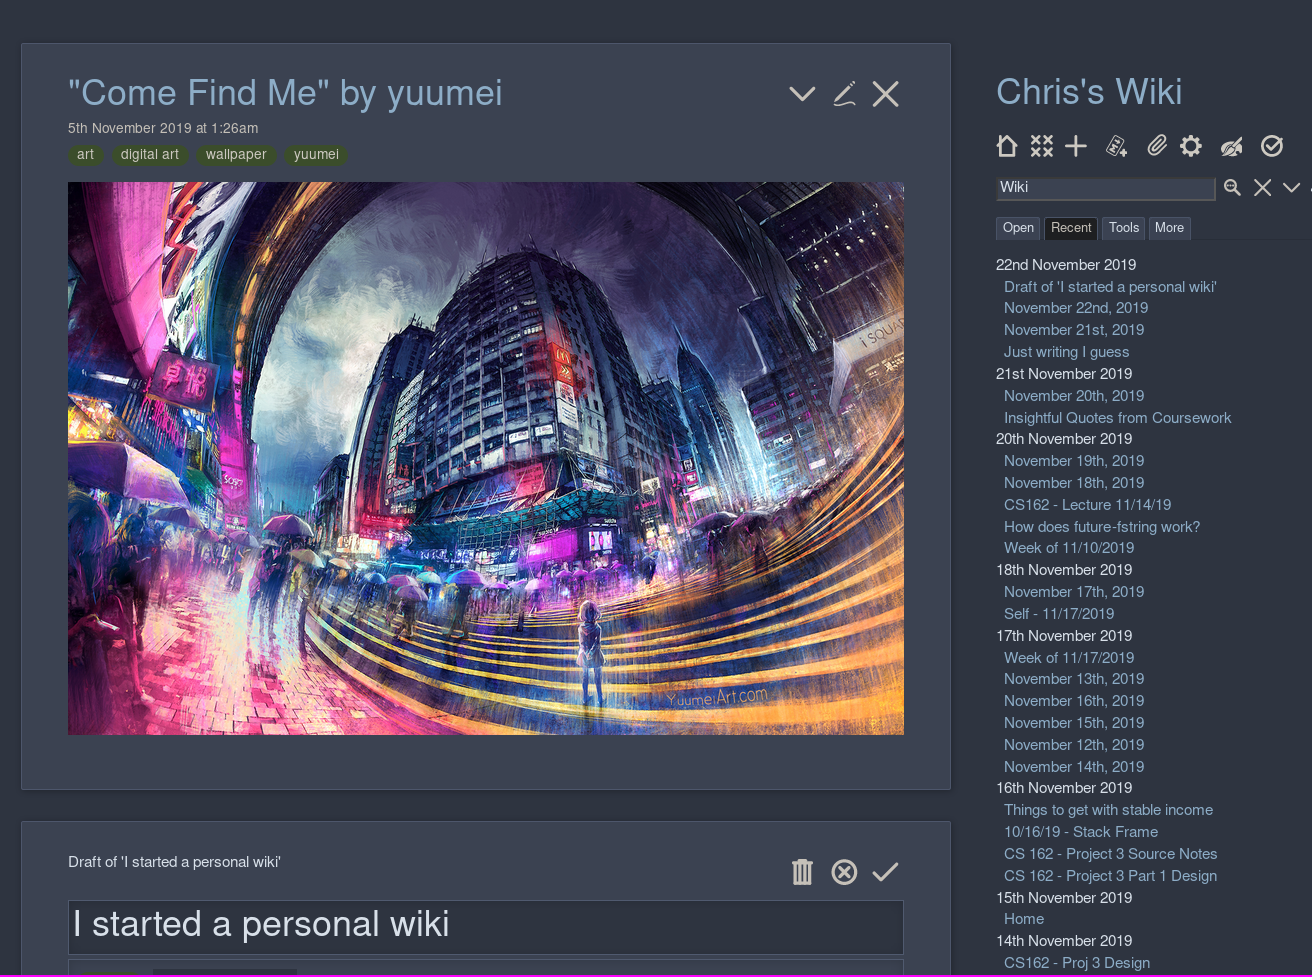 "Come Find Me" by yuumei
5th November 2019 at 1:26am
art digital art wallpaper yuumei
i SQUAR
YuumeiArt.com
Draft of 'I started a personal wiki'
I started a personal wiki
Chris's Wiki
Wiki
Open Recent Tools More
22nd November 2019
Draft of 'I started a personal wiki'
November 22nd, 2019
November 21st, 2019
Just writing I guess
21st November 2019
November 20th, 2019
Insightful Quotes from Coursework
20th November 2019
November 19th, 2019
November 18th, 2019
CS162 - Lecture 11/14/19
How does future-fstring work?
Week of 11/10/2019
18th November 2019
November 17th, 2019
Self - 11/17/2019
17th November 2019
Week of 11/17/2019
November 13th, 2019
November 16th, 2019
November 15th, 2019
November 12th, 2019
November 14th, 2019
16th November 2019
Things to get with stable income
10/16/19 - Stack Frame
CS 162 - Project 3 Source Notes
CS 162 - Project 3 Part 1 Design
15th November 2019
Home
14th November 2019
CS162 - Proj 3 Design